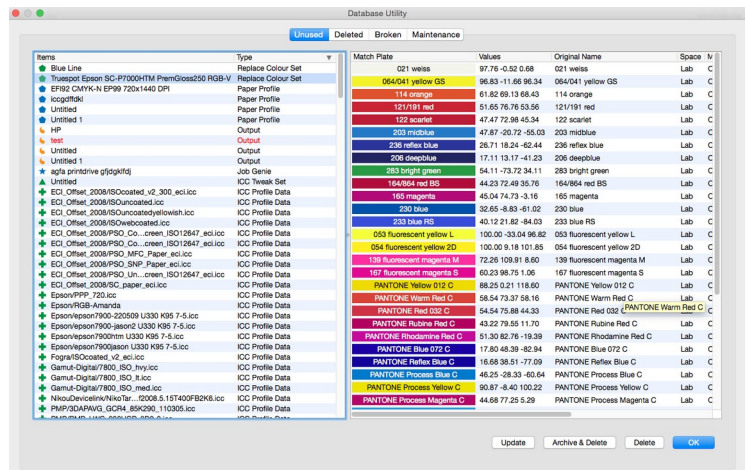 Database Utility
Unused Deleted Broken Maintenance
Items Type
Blue Line Replace Colour Set
Truespot Epson SC-P7000HTM PremGloss250 RGB-V Replace Colour Set
EFI92 CMYK-N EP99 720x1440 DPI Paper Profile
iccgdffdkl Paper Profile
Untitled Paper Profile
Untitled 1 Paper Profile
HP Output
test Output
Untitled Output
Untitled 1 Output
agfa printdrive gfjdgklfdj Job Genie
Untitled ICC Tweak Set
ECI_Offset_2008/ISOcoated_v2_300_eci.icc ICC Profile Data
ECI_Offset_2008/ISOuncoated.icc ICC Profile Data
ECI_Offset_2008/ISOuncoatedyellowish.icc ICC Profile Data
ECI_Offset_2008/ISOwebcoated.icc ICC Profile Data
ECI_Offset_2008/PSO_Co...creen_ISO12647_eci.icc ICC Profile Data
ECI_Offset_2008/PSO_Co...creen_ISO12647_eci.icc ICC Profile Data
ECI_Offset_2008/PSO_MFC_Paper_eci.icc ICC Profile Data
ECI_Offset_2008/PSO_SNP_Paper_eci.icc ICC Profile Data
ECI_Offset_2008/PSO_Un...creen_ISO12647_eci.icc ICC Profile Data
ECI_Offset_2008/SC_paper_eci.icc ICC Profile Data
Epson/PPP_720.icc ICC Profile Data
Epson/RGB-Amanda ICC Profile Data
Epson/epson7900-220509 U330 K95 7-5.icc ICC Profile Data
Epson/epson7900-jason2 U330 K95 7-5.icc ICC Profile Data
Epson/epson7900htm U330 K95 7-5.icc ICC Profile Data
Epson/epson7900jason U330 K95 7-5.icc ICC Profile Data
Fogra/ISOcoated_v2_eci.icc ICC Profile Data
Gamut-Digital/7800_ISO_hvy.icc ICC Profile Data
Gamut-Digital/7800_ISO_lt.icc ICC Profile Data
Gamut-Digital/7800_ISO_med.icc ICC Profile Data
NikouDevicelink/NikoTar...f2008.5.15T400FB2K6.icc ICC Profile Data
PMP/3DAPAVG_GCR4_85K290_110305.icc ICC Profile Data
Match Plate Values Original Name Space M
021 weiss 97.76 -0.52 0.68 021 weiss Lab C
064/041 yellow GS 96.83 -11.66 96.34 064/041 yellow GS Lab C
114 orange 61.82 69.13 68.43 114 orange Lab C
121/191 red 51.65 76.76 53.56 121/191 red Lab C
122 scarlet 47.47 72.98 45.34 122 scarlet Lab C
203 midblue 47.87 -20.72 -55.03 203 midblue Lab C
236 reflex blue 26.71 18.24 -62.44 236 reflex blue Lab C
206 deepblue 17.11 13.17 -41.23 206 deepblue Lab C
283 bright green 54.11 -73.72 34.11 283 bright green Lab C
164/864 red BS 44.23 72.49 35.76 164/864 red BS Lab C
165 magenta 45.04 74.73 -3.16 165 magenta Lab C
230 blue 32.65 -8.83 -61.02 230 blue Lab C
233 blue RS 40.12 21.82 -84.03 233 blue RS Lab C
053 fluorescent yellow L 100.00 -33.04 96.82 053 fluorescent yellow L Lab C
054 fluorescent yellow 2D 100.00 9.18 101.85 054 fluorescent yellow 2D Lab C
139 fluorescent magenta M 72.26 109.91 8.60 139 fluorescent magenta M Lab C
167 fluorescent magenta S 60.23 98.75 1.06 167 fluorescent magenta S Lab C
PANTONE Yellow 012 C 88.25 0.21 118.60 PANTONE Yellow 012 C Lab C
PANTONE Warm Red C 58.54 73.37 58.16 PANTONE Warm Red C Lab C
PANTONE Red 032 C 54.54 75.88 44.33 PANTONE Red 032 C PANTONE Warm Red C
PANTONE Rubine Red C 43.22 79.55 11.70 PANTONE Rubine Red C Lab C
PANTONE Rhodamine Red C 51.30 82.76 -19.39 PANTONE Rhodamine Red C Lab C
PANTONE Blue 072 C 17.80 48.39 -82.94 PANTONE Blue 072 C Lab C
PANTONE Reflex Blue C 16.68 38.51 -77.09 PANTONE Reflex Blue C Lab C
PANTONE Process Blue C 46.25 -28.33 -60.64 PANTONE Process Blue C Lab C
PANTONE Process Yellow C 90.87 -8.40 100.22 PANTONE Process Yellow C Lab C
PANTONE Process Magenta C 44.68 77.25 5.29 PANTONE Process Magenta C Lab C
Update Archive & Delete Delete OK